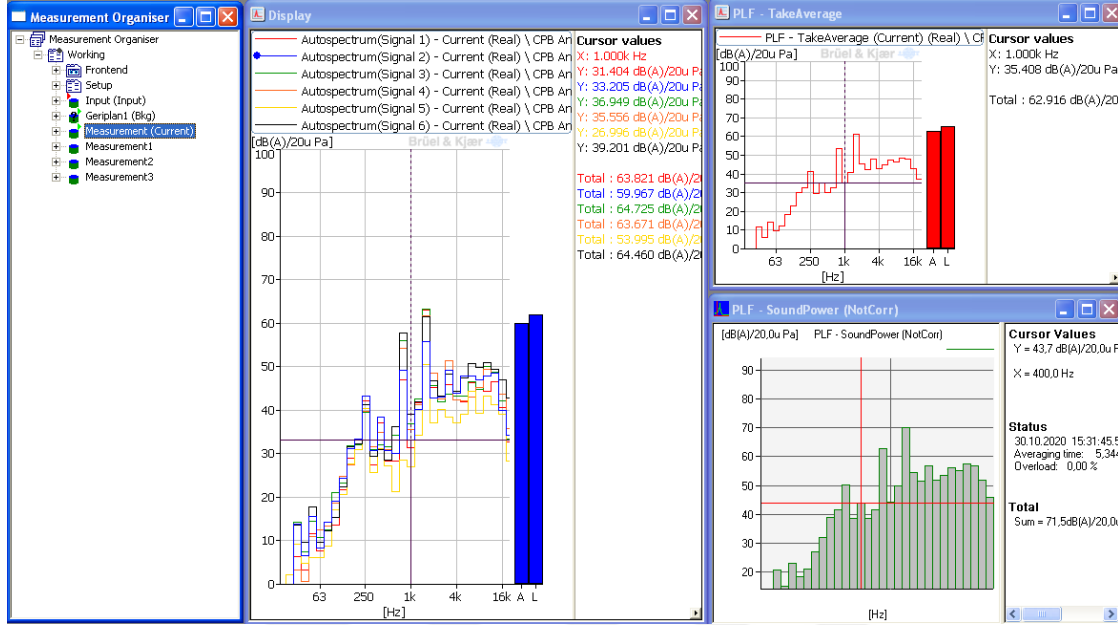 Measurement Organiser
Measurement Organiser
Working
Frontend
Setup
Input (Input)
Geriplan1 (Bkg)
Measurement (Current)
Measurement1
Measurement2
Measurement3
Display
Autospectrum(Signal 1) - Current (Real) \ CPB An
Autospectrum(Signal 2) - Current (Real) \ CPB An
Autospectrum(Signal 3) - Current (Real) \ CPB An
Autospectrum(Signal 4) - Current (Real) \ CPB An
Autospectrum(Signal 5) - Current (Real) \ CPB An
Autospectrum(Signal 6) - Current (Real) \ CPB An
[dB(A)/20u Pa]
Brüel & Kjær
100
90
80
70
60
50
40
30
20
10
0
63 250 1k 4k 16k A L
[Hz]
Cursor values
X: 1.000k Hz
Y: 31.404 dB(A)/20u Pa
Y: 33.205 dB(A)/20u Pa
Y: 36.949 dB(A)/20u Pa
Y: 35.556 dB(A)/20u Pa
Y: 26.996 dB(A)/20u Pa
Y: 39.201 dB(A)/20u Pa
Total : 63.821 dB(A)/2
Total : 59.967 dB(A)/2
Total : 64.725 dB(A)/2
Total : 63.671 dB(A)/2
Total : 53.995 dB(A)/2
Total : 64.460 dB(A)/2
PLF - TakeAverage
PLF - TakeAverage (Current) (Real) \ CF
[dB(A)/20u Pa]
Brüel & Kjær
100
90
80
70
60
50
40
30
20
10
0
63 250 1k 4k 16k A L
[Hz]
Cursor values
X: 1.000k Hz
Y: 35.408 dB(A)/20u Pa
Total : 62.916 dB(A)/20
PLF - SoundPower (NotCorr)
[dB(A)/20,0u Pa] PLF - SoundPower (NotCorr)
90
80
70
60
50
40
30
20
[Hz]
Cursor Values
Y = 43,7 dB(A)/20,0u P
X = 400,0 Hz
Status
30.10.2020 15:31:45.5
Averaging time: 5,344
Overload: 0,00 %
Total
Sum = 71,5dB(A)/20,0u